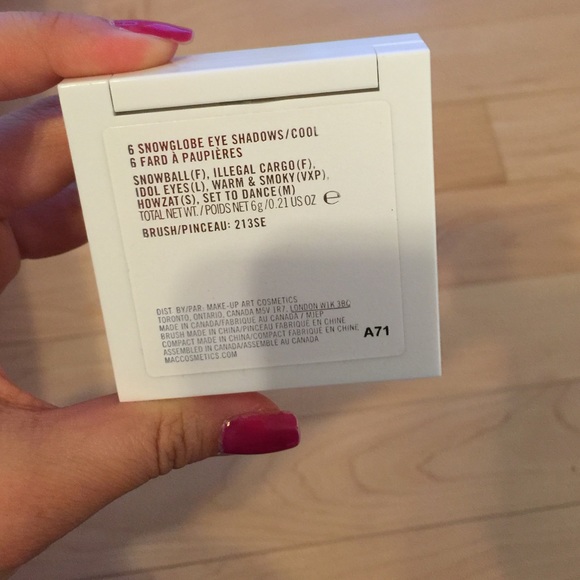 6 SNOWGLOBE EYE SHADOWS/COOL
6 FARD À PAUPIÈRES
SNOWBALL(F), ILLEGAL CARGO(F),
IDOL EYES(L), WARM & SMOKY(VXP),
HOWZAT(S), SET TO DANCE(M)
TOTAL NET WT. / POIDS NET 6g / 0.21 US OZ ℮
BRUSH/PINCEAU: 213SE
DIST BY/PAR: MAKE-UP ART COSMETICS
TORONTO, ONTARIO, CANADA M5V 1R7, LONDON W1K 3BG
MADE IN CANADA/FABRIQUÉ AU CANADA / MJLP
BRUSH MADE IN CHINA/PINCEAU FABRIQUÉ EN CHINE
COMPACT MADE IN CHINA/COMPACT FABRIQUÉ EN CHINE
ASSEMBLED IN CANADA/ASSEMBLÉ AU CANADA
MACCOSMETICS.COM
A71